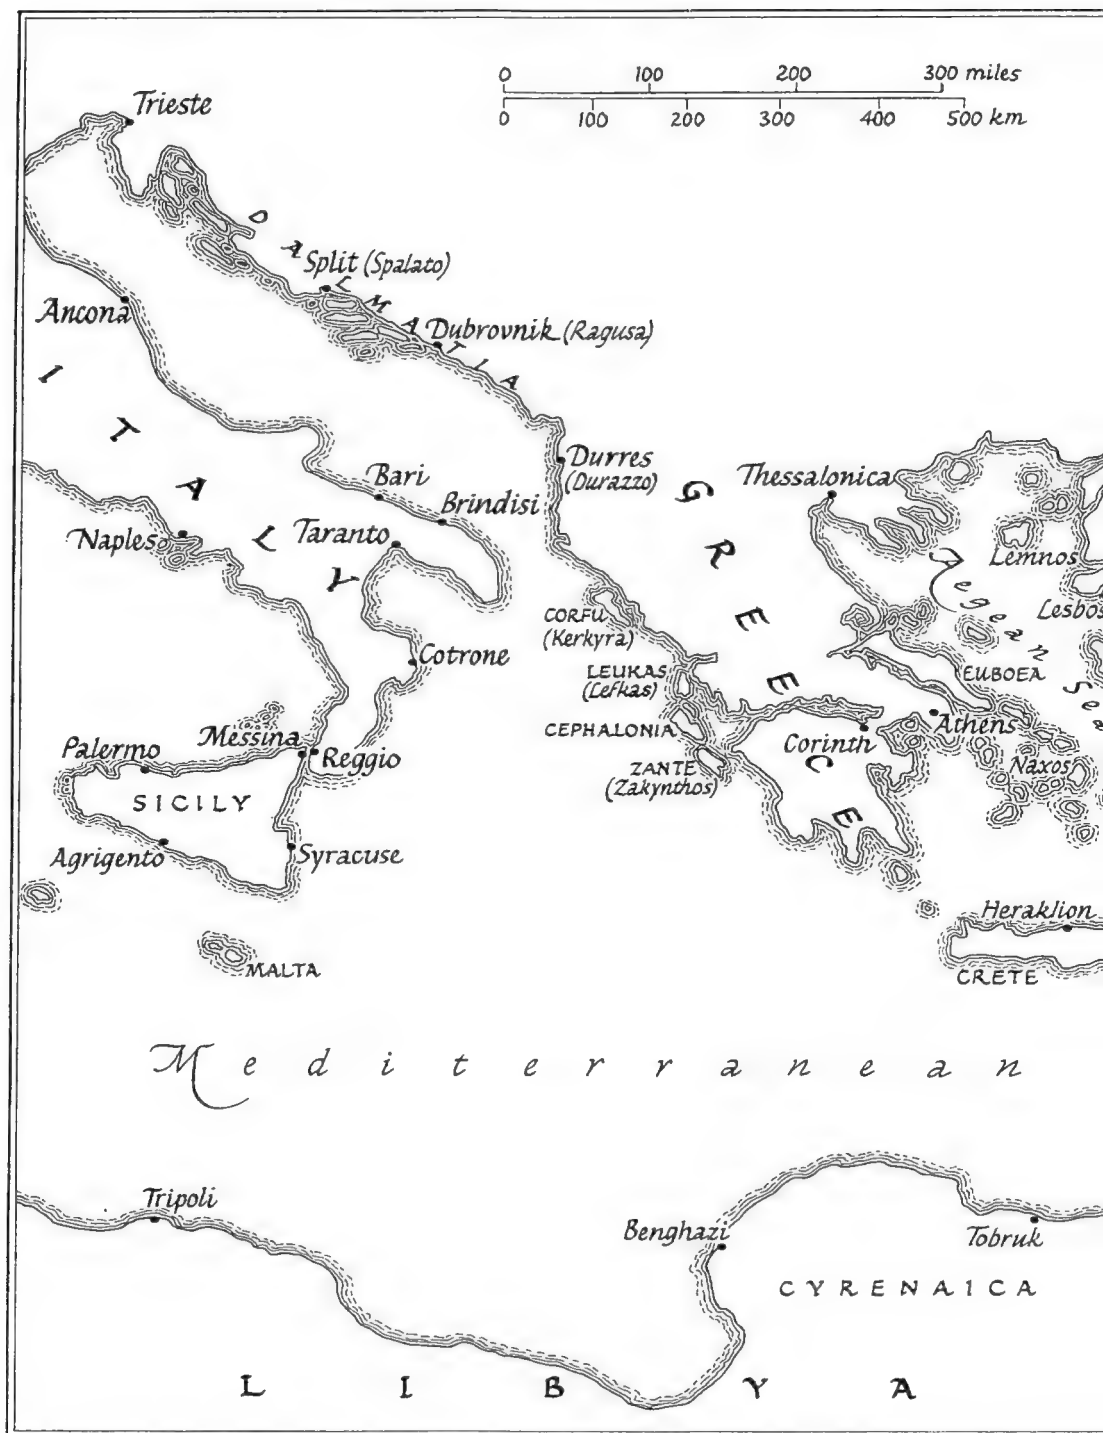 0 100 200 300 miles
0 100 200 300 400 500 km
Trieste
DALMATIA
Split (Spalato)
Ancona
Dubrovnik (Ragusa)
ITALY
Durres
(Durazzo)
GREECE
Thessalonica
Bari
Brindisi
Naples
Taranto
Lemnos
Aegean Sea
Lesbos
CORFU
(Kerkyra)
Cotrone
LEUKAS
(Lefkas)
EUBOEA
CEPHALONIA
Athens
Corinth
Messina
Reggio
Palermo
ZANTE
(Zakynthos)
Naxos
SICILY
Agrigento
Syracuse
Heraklion
MALTA
CRETE
Mediterranean
Tripoli
Benghazi
Tobruk
CYRENAICA
LIBYA